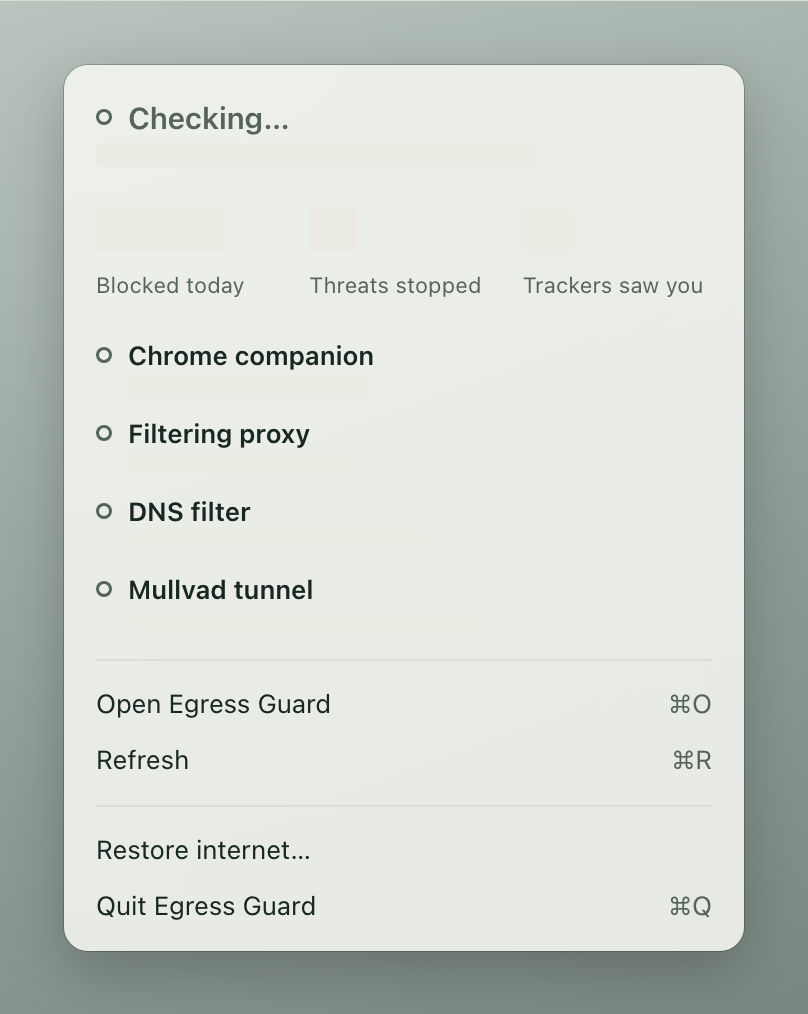 Checking…
Blocked today
Threats stopped
Trackers saw you
Chrome companion
Filtering proxy
DNS filter
Mullvad tunnel
Open Egress Guard ⌘O
Refresh ⌘R
Restore internet…
Quit Egress Guard ⌘Q